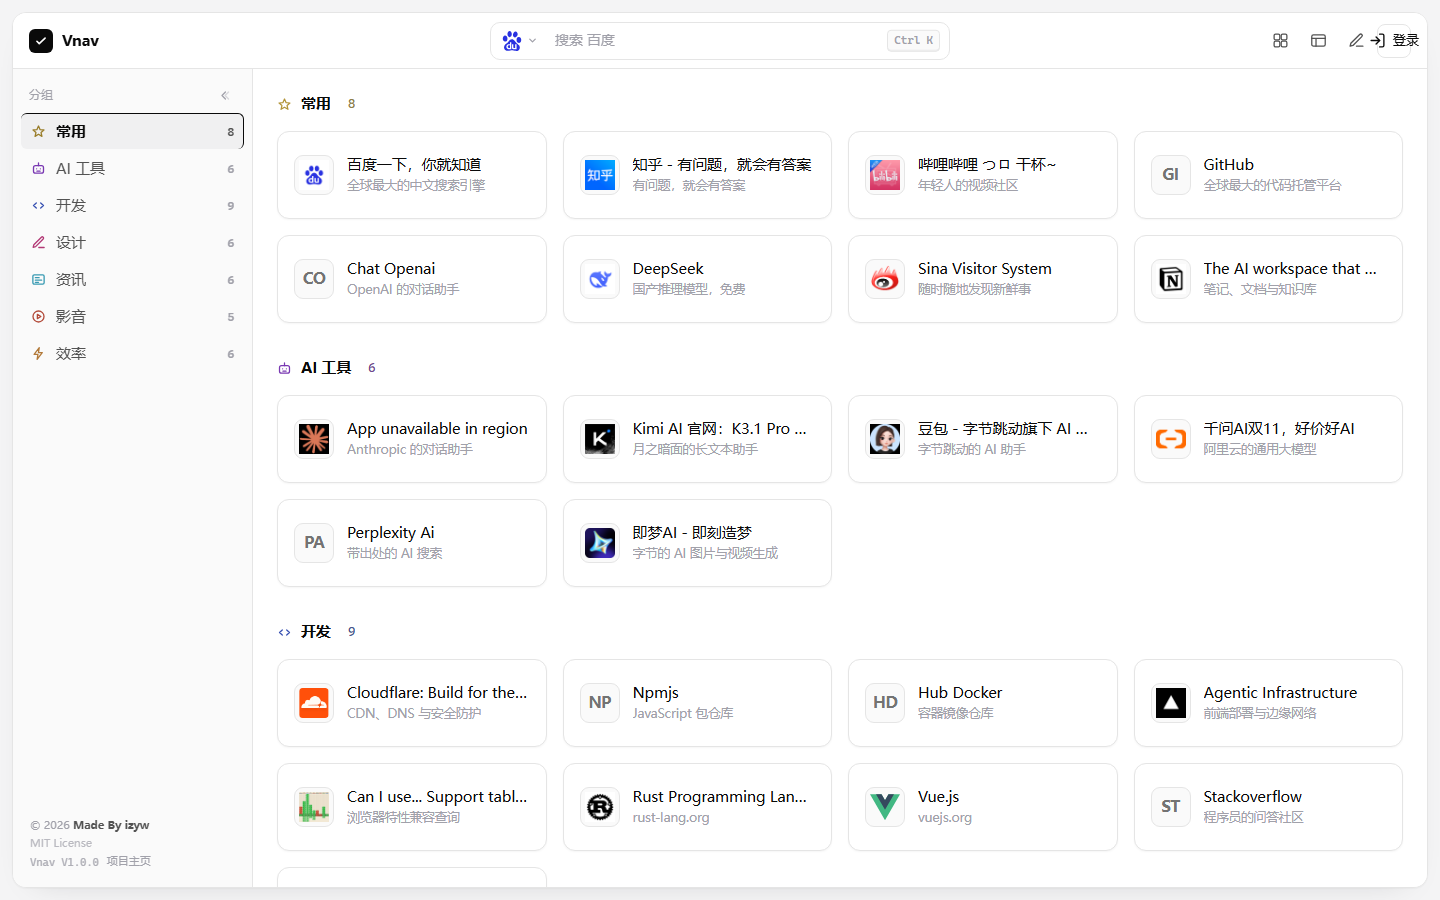 Vnav
du
搜索 百度
Ctrl K
登录
分组
常用
8
AI 工具
6
开发
9
设计
6
资讯
6
影音
5
效率
6
© 2026 Made By izyw
MIT License
Vnav V1.0.0 项目主页
常用 8
百度一下，你就知道
全球最大的中文搜索引擎
知乎
知乎 - 有问题，就会有答案
有问题，就会有答案
bilibili
哔哩哔哩 つロ 干杯~
年轻人的视频社区
GI
GitHub
全球最大的代码托管平台
CO
Chat Openai
OpenAI 的对话助手
DeepSeek
国产推理模型，免费
Sina Visitor System
随时随地发现新鲜事
N
The AI workspace that ...
笔记、文档与知识库
AI 工具 6
App unavailable in region
Anthropic 的对话助手
K
Kimi AI 官网：K3.1 Pro ...
月之暗面的长文本助手
豆包 - 字节跳动旗下 AI ...
字节跳动的 AI 助手
千问AI双11，好价好AI
阿里云的通用大模型
PA
Perplexity Ai
带出处的 AI 搜索
即梦AI - 即刻造梦
字节的 AI 图片与视频生成
开发 9
Cloudflare: Build for the...
CDN、DNS 与安全防护
NP
Npmjs
JavaScript 包仓库
HD
Hub Docker
容器镜像仓库
Agentic Infrastructure
前端部署与边缘网络
Can I use... Support tabl...
浏览器特性兼容查询
R
Rust Programming Lan...
rust-lang.org
Vue.js
vuejs.org
ST
Stackoverflow
程序员的问答社区